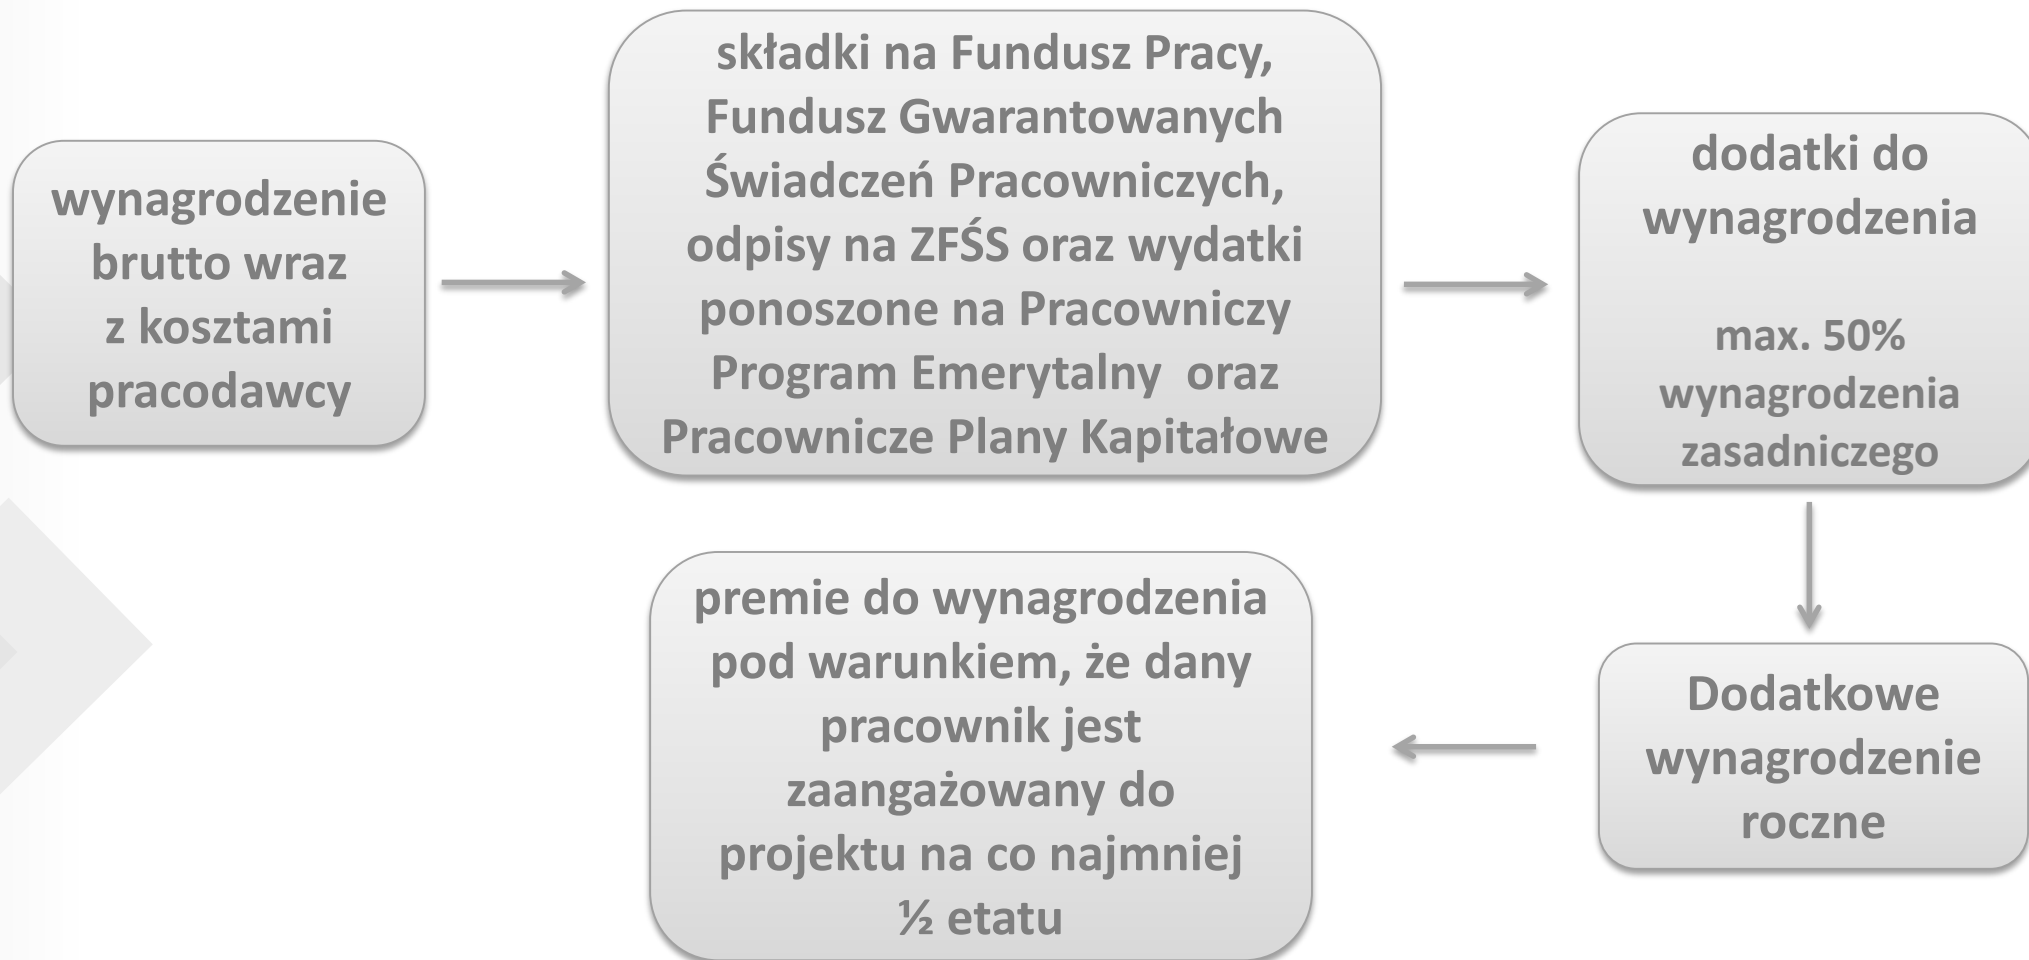 wynagrodzenie
brutto wraz
z kosztami
pracodawcy
składki na Fundusz Pracy,
Fundusz Gwarantowanych
Świadczeń Pracowniczych,
odpisy na ZFŚS oraz wydatki
ponoszone na Pracowniczy
Program Emerytalny oraz
Pracownicze Plany Kapitałowe
dodatki do
wynagrodzenia
max. 50%
wynagrodzenia
zasadniczego
Dodatkowe
wynagrodzenie
roczne
premie do wynagrodzenia
pod warunkiem, że dany
pracownik jest
zaangażowany do
projektu na co najmniej
½ etatu